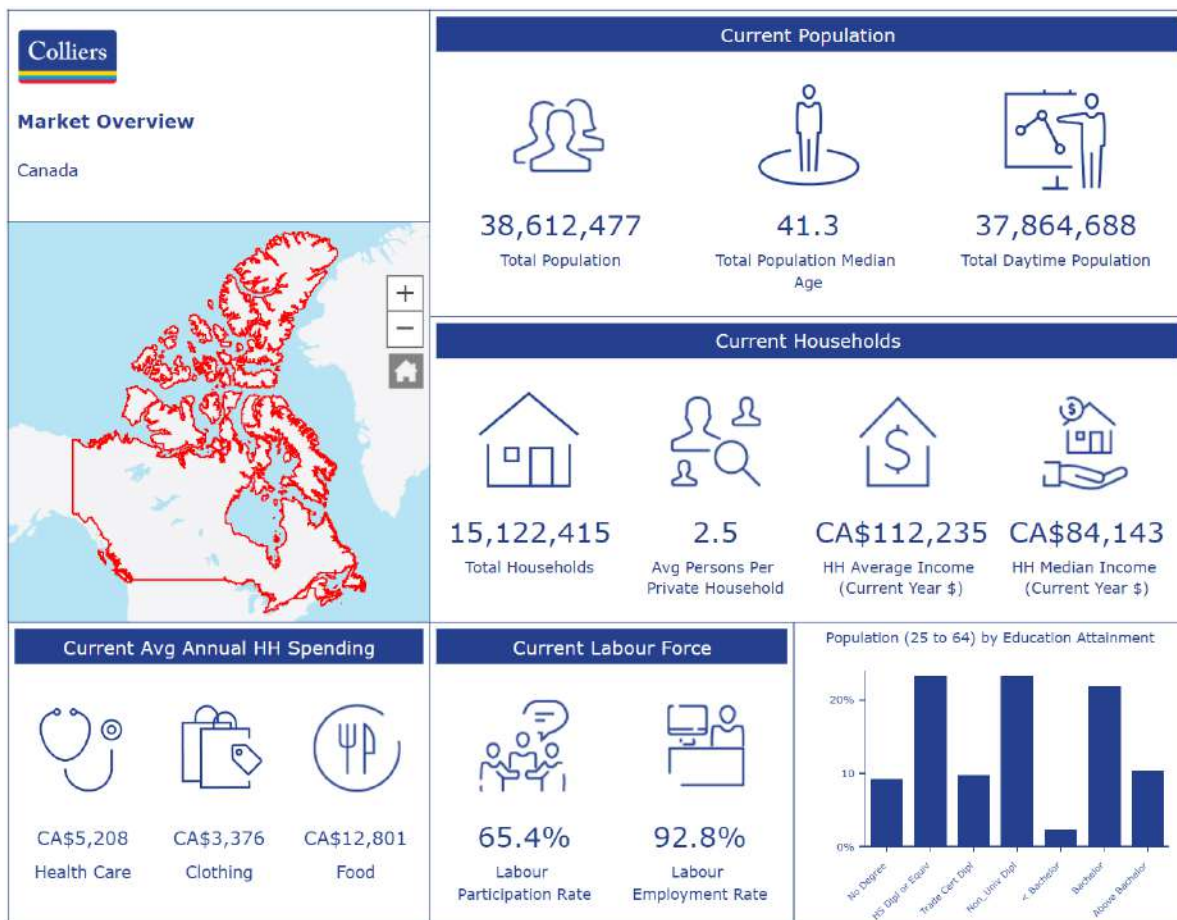 Colliers
Market Overview
Canada
+
−
Current Population
38,612,477
Total Population
41.3
Total Population Median
Age
37,864,688
Total Daytime Population
Current Households
15,122,415
Total Households
2.5
Avg Persons Per
Private Household
CA$112,235
HH Average Income
(Current Year $)
CA$84,143
HH Median Income
(Current Year $)
Current Avg Annual HH Spending
CA$5,208
Health Care
CA$3,376
Clothing
CA$12,801
Food
Current Labour Force
65.4%
Labour
Participation Rate
92.8%
Labour
Employment Rate
Population (25 to 64) by Education Attainment
20%
10
0%
No Degree
HS Dipl or Equiv
Trade Cert Dipl
Non_Univ Dipl
< Bachelor
Bachelor
Above Bachelor